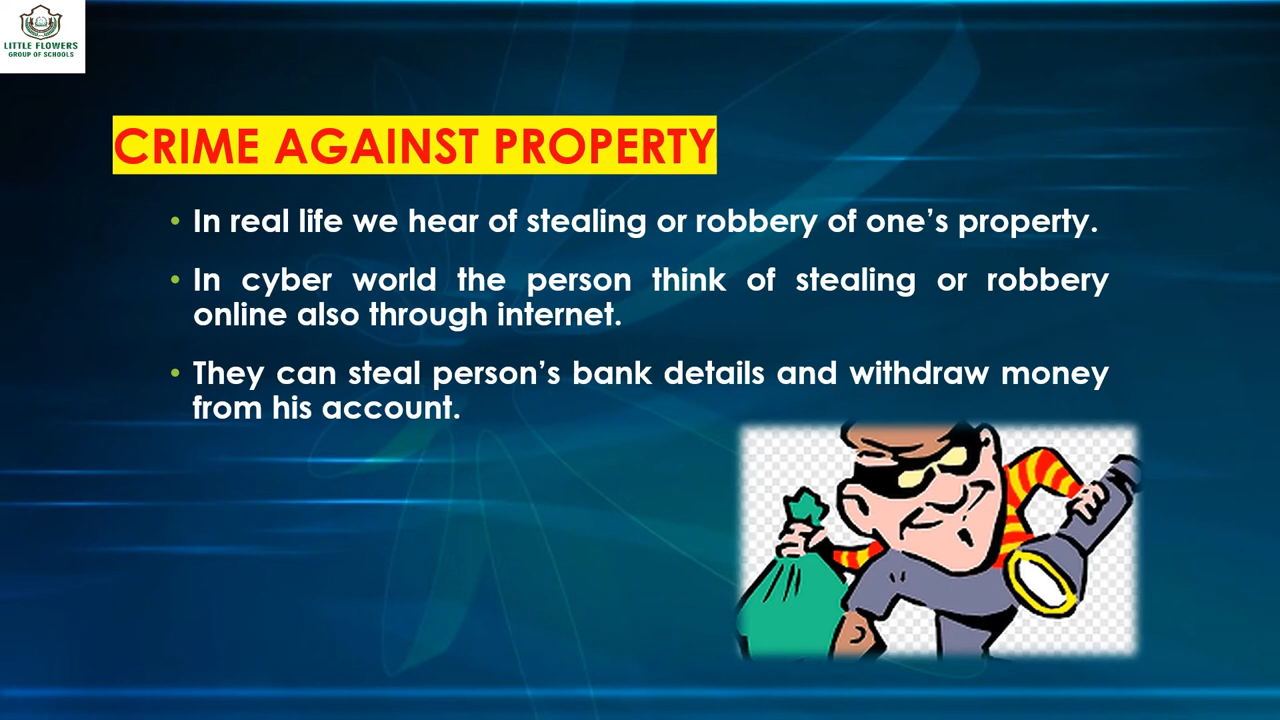 LITTLE FLOWERS
GROUP OF SCHOOLS
CRIME AGAINST PROPERTY
• In real life we hear of stealing or robbery of one’s property.
• In cyber world the person think of stealing or robbery
online also through internet.
• They can steal person’s bank details and withdraw money
from his account.